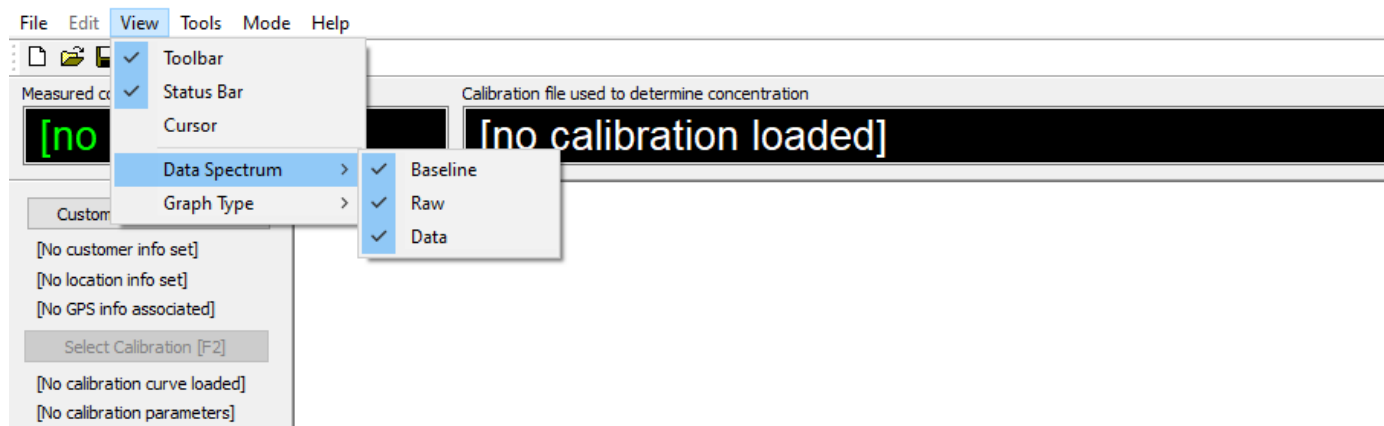 File Edit View Tools Mode Help
Toolbar
Status Bar
Cursor
Data Spectrum
Graph Type
Baseline
Raw
Data
Measured
Calibration file used to determine concentration
[no
[no calibration loaded]
Custom
[No customer info set]
[No location info set]
[No GPS info associated]
Select Calibration [F2]
[No calibration curve loaded]
[No calibration parameters]